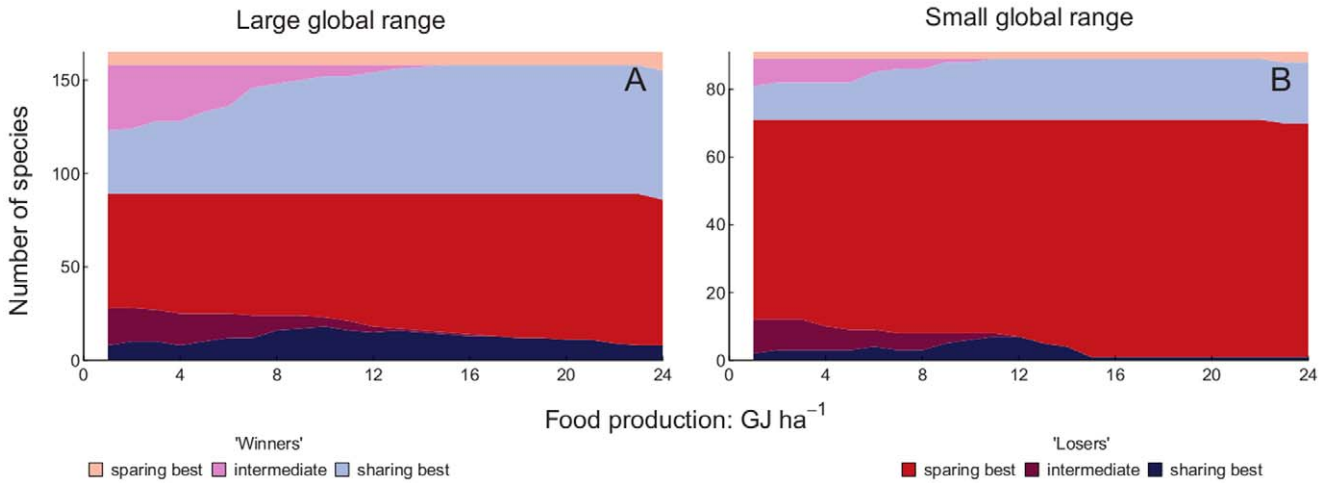 Large global range
Small global range
Number of species
A
150
100
50
0
0 4 8 12 16 20 24
B
80
60
40
20
0
0 4 8 12 16 20 24
Food production: GJ ha⁻¹
'Winners'
sparing best intermediate sharing best
'Losers'
sparing best intermediate sharing best